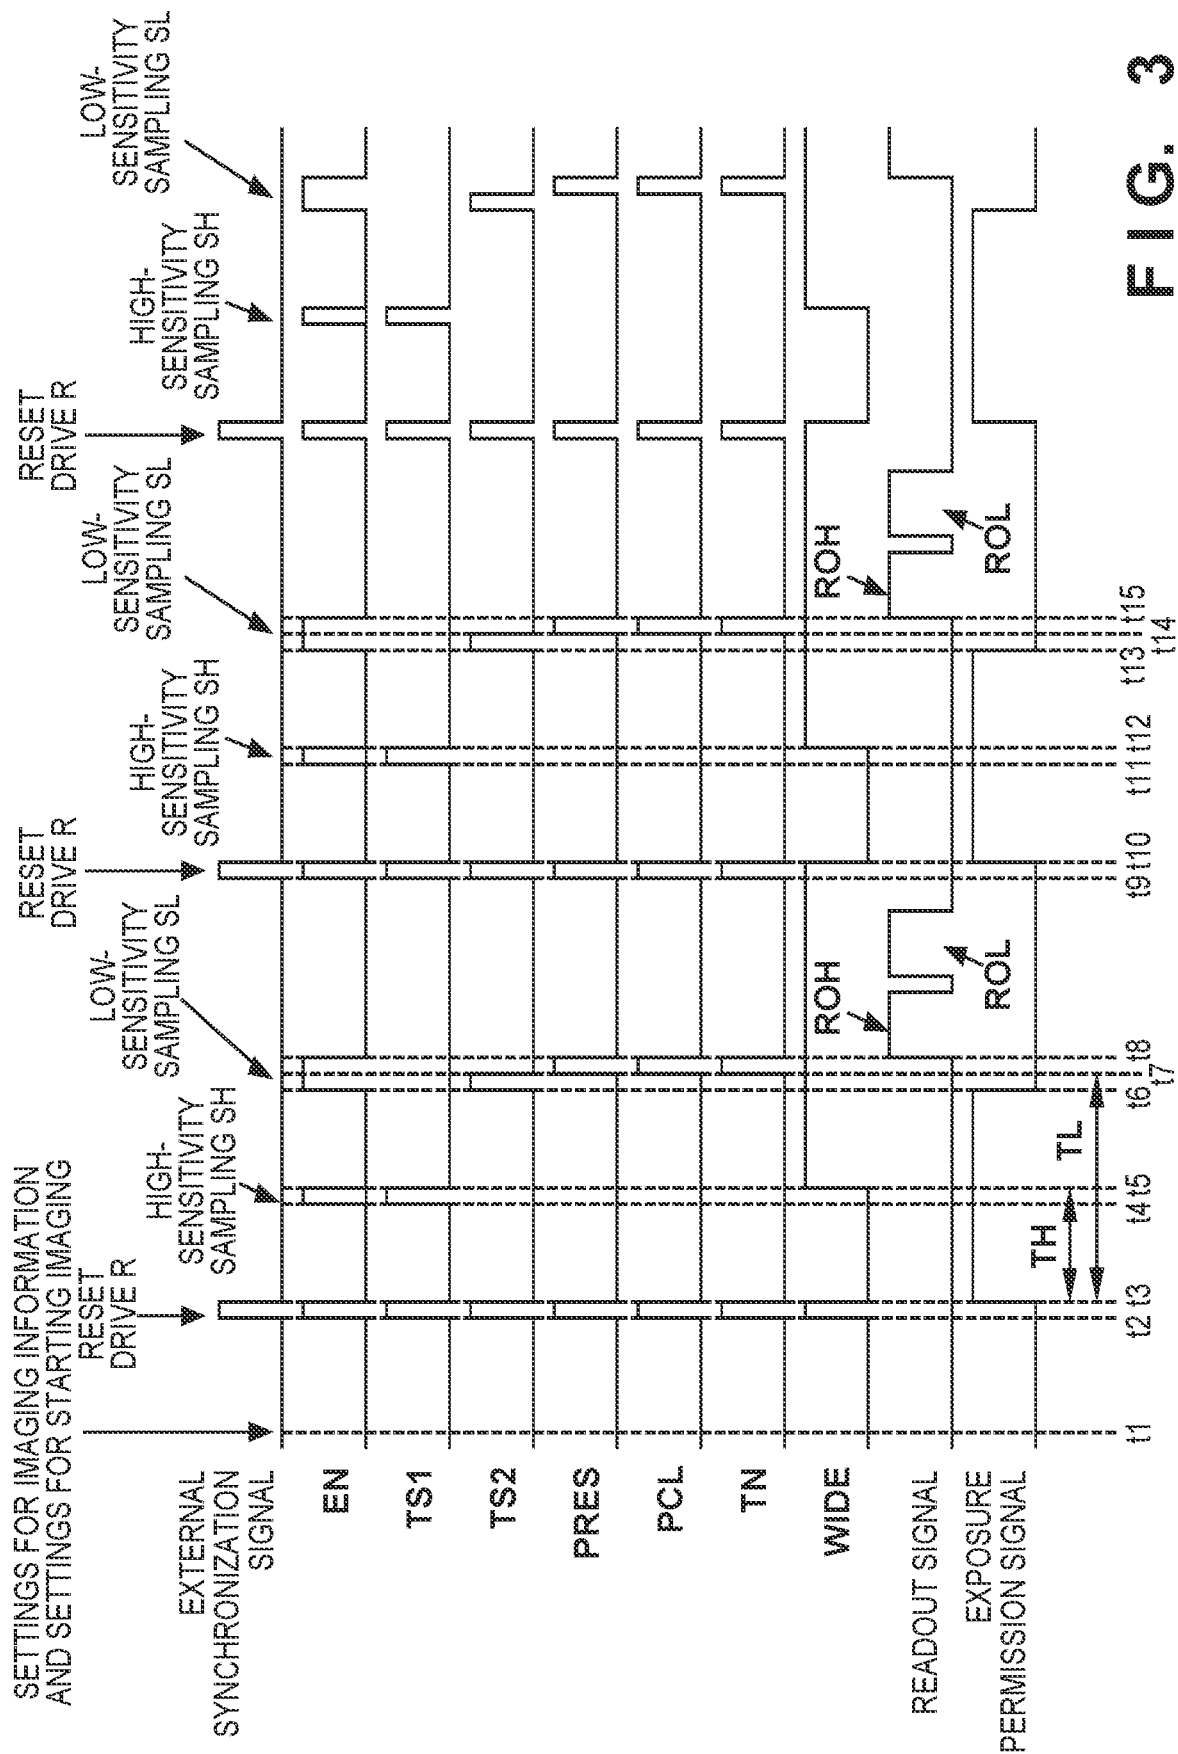 SETTINGS FOR IMAGING INFORMATION
AND SETTINGS FOR STARTING IMAGING
RESET
DRIVE R
HIGH-
SENSITIVITY
SAMPLING SH
LOW-
SENSITIVITY
SAMPLING SL
RESET
DRIVE R
HIGH-
SENSITIVITY
SAMPLING SH
LOW-
SENSITIVITY
SAMPLING SL
RESET
DRIVE R
HIGH-
SENSITIVITY
SAMPLING SH
LOW-
SENSITIVITY
SAMPLING SL
EXTERNAL
SYNCHRONIZATION
SIGNAL
EN
TS1
TS2
PRES
PCL
TN
WIDE
READOUT SIGNAL
EXPOSURE
PERMISSION SIGNAL
ROH
ROL
ROH
ROL
TH
TL
t1
t2 t3
t4 t5
t6
t7
t8
t9 t10
t11 t12
t13
t14
t15
FIG. 3